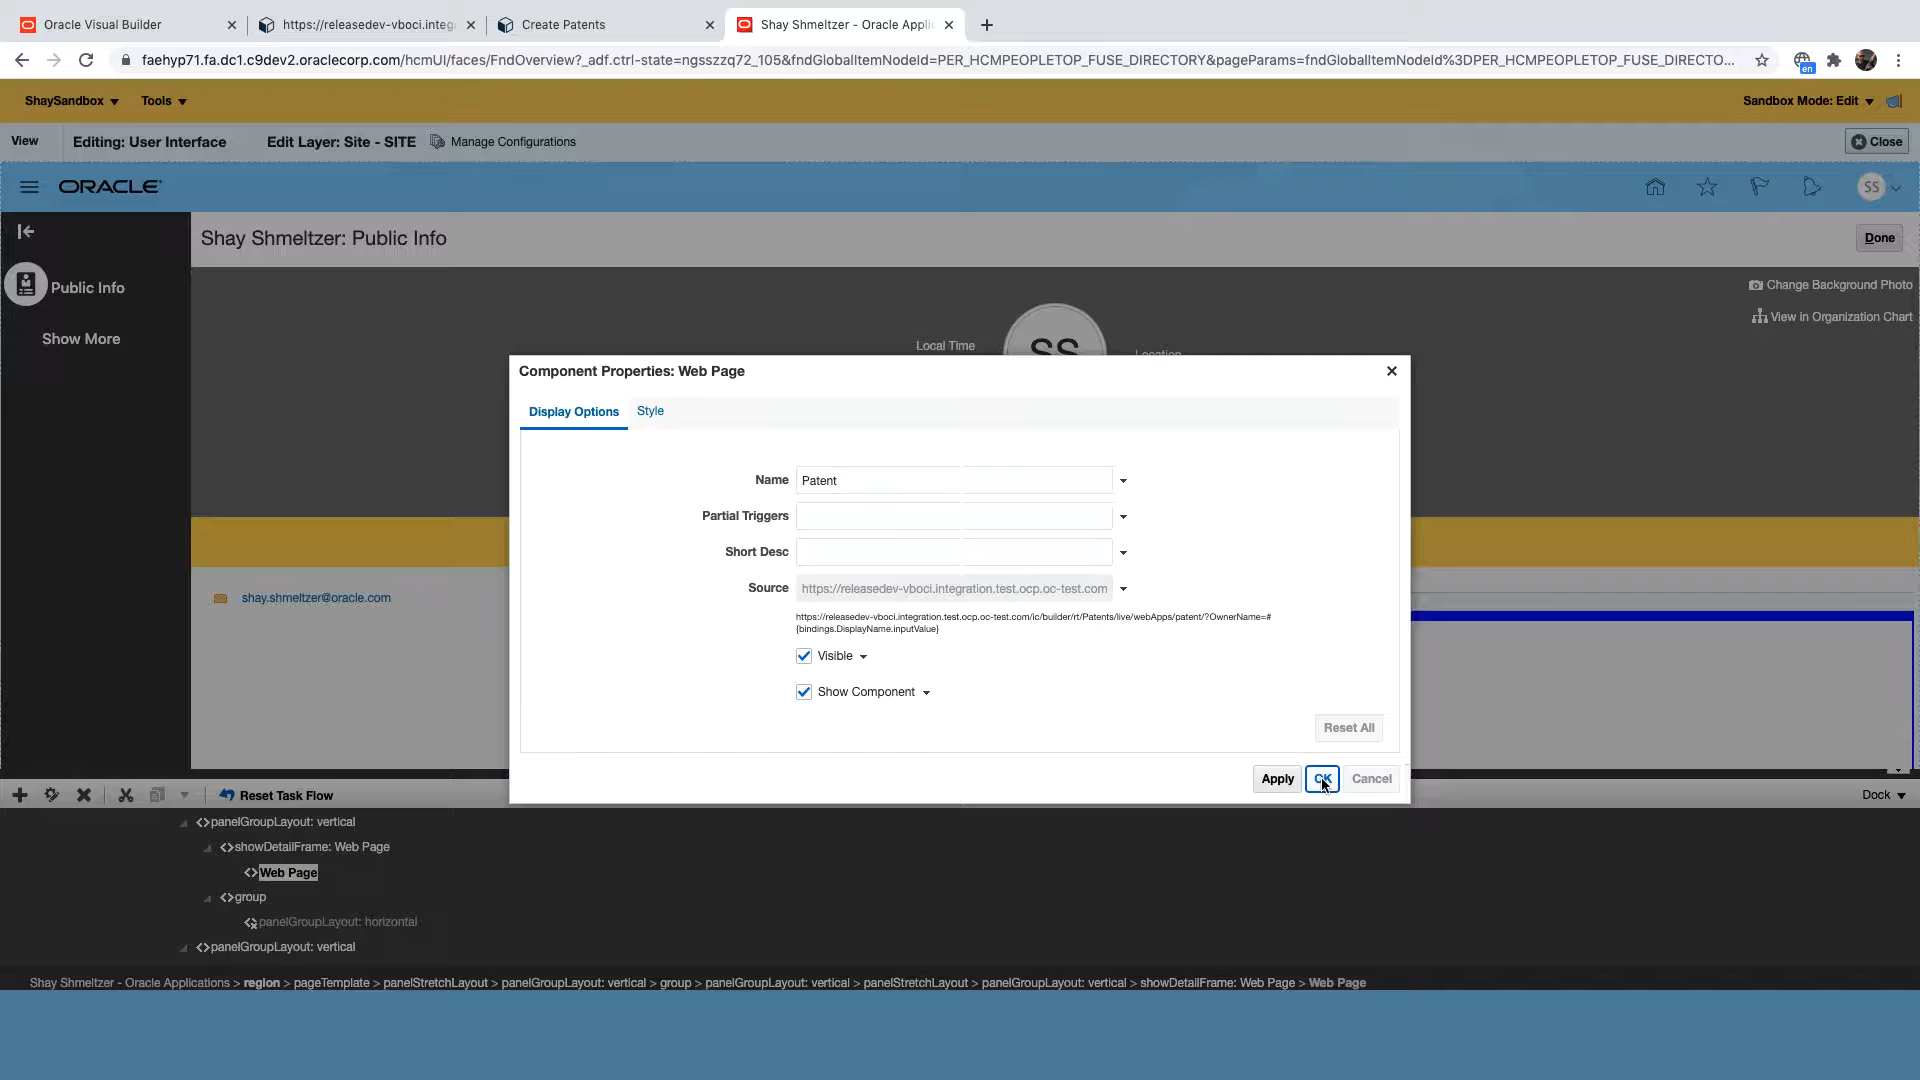 Oracle Visual Builder
https://releasedev-vboci.integ
Create Patents
Shay Shmeltzer - Oracle Applic
faehyp71.fa.dc1.c9dev2.oraclecorp.com/hcmUI/faces/FndOverview?_adf.ctrl-state=ngsszzq72_105&fndGlobalItemNodeId=PER_HCMPEOPLETOP_FUSE_DIRECTORY&pageParams=fndGlobalItemNodeId%3DPER_HCMPEOPLETOP_FUSE_DIRECTO...
en
ShaySandbox
Tools
Sandbox Mode: Edit
View
Editing: User Interface
Edit Layer: Site - SITE
Manage Configurations
Close
ORACLE
SS
Shay Shmeltzer: Public Info
Done
Public Info
Show More
Change Background Photo
View in Organization Chart
Local Time
SS
Location
Component Properties: Web Page
Display Options
Style
Name
Patent
Partial Triggers
Short Desc
Source
https://releasedev-vboci.integration.test.ocp.oc-test.com
https://releasedev-vboci.integration.test.ocp.oc-test.com/ic/builder/rt/Patents/live/webApps/patent/?OwnerName=#
{bindings.DisplayName.inputValue}
Visible
Show Component
Reset All
Apply
OK
Cancel
shay.shmeltzer@oracle.com
Reset Task Flow
Dock
<>panelGroupLayout: vertical
<>showDetailFrame: Web Page
<>Web Page
<>group
<>panelGroupLayout: horizontal
<>panelGroupLayout: vertical
Shay Shmeltzer - Oracle Applications > region > pageTemplate > panelStretchLayout > panelGroupLayout: vertical > group > panelGroupLayout: vertical > panelStretchLayout > panelGroupLayout: vertical > showDetailFrame: Web Page > Web Page